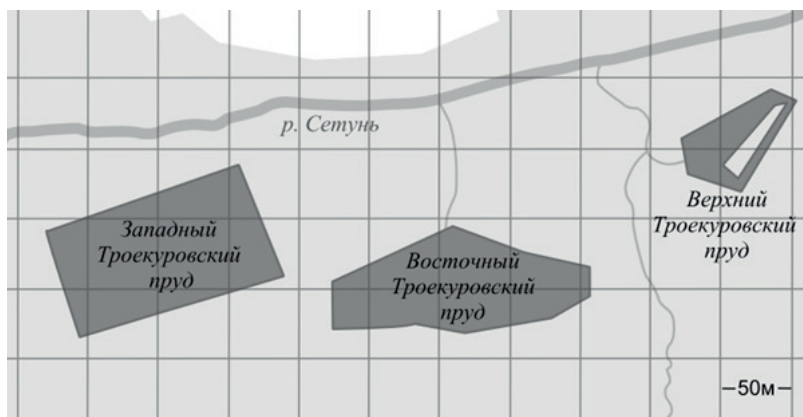 р. Сетунь
Западный
Троекуровский
пруд
Восточный
Троекуровский
пруд
Верхний
Троекуровский
пруд
50м